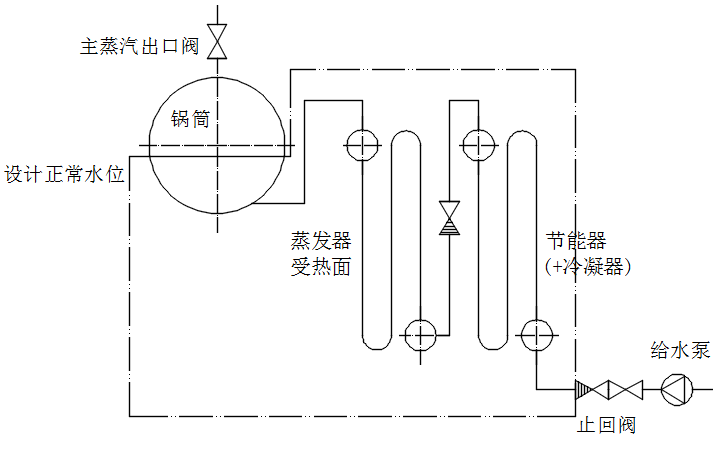 主蒸汽出口阀
锅筒
设计正常水位
蒸发器
受热面
节能器
(+冷凝器)
给水泵
止回阀